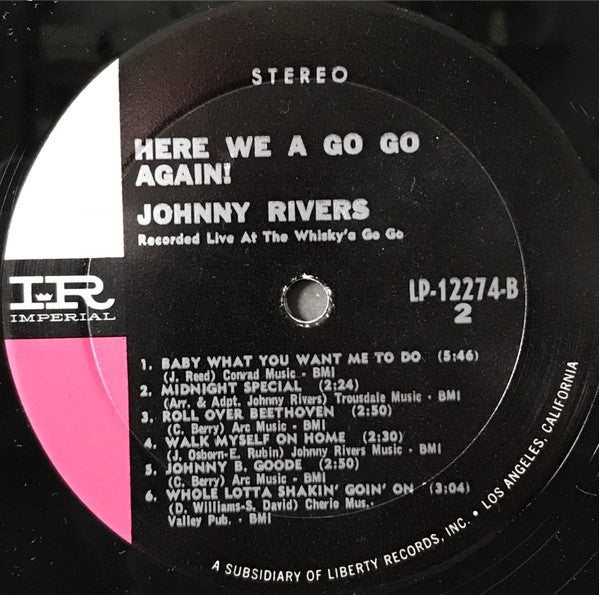 STEREO
HERE WE A GO GO
AGAIN!
JOHNNY RIVERS
Recorded Live At The Whisky'a Go Go
IR
IMPERIAL
LP-12274-B
2
1. BABY WHAT YOU WANT ME TO DO (5:46)
(J. Reed) Conrad Music - BMI
2. MIDNIGHT SPECIAL (2:24)
(Arr. & Adpt. Johnny Rivers) Trousdale Music - BMI
3. ROLL OVER BEETHOVEN (2:50)
(C. Berry) Arc Music - BMI
4. WALK MYSELF ON HOME (2:30)
(J. Osborn-E. Rubin) Johnny Rivers Music - BMI
5. JOHNNY B. GOODE (2:50)
(C. Berry) Arc Music - BMI
6. WHOLE LOTTA SHAKIN' GOIN' ON (3:04)
(D. Williams-S. David) Cherie Mus.-
Valley Pub. - BMI
A SUBSIDIARY OF LIBERTY RECORDS, INC. • LOS ANGELES, CALIFORNIA